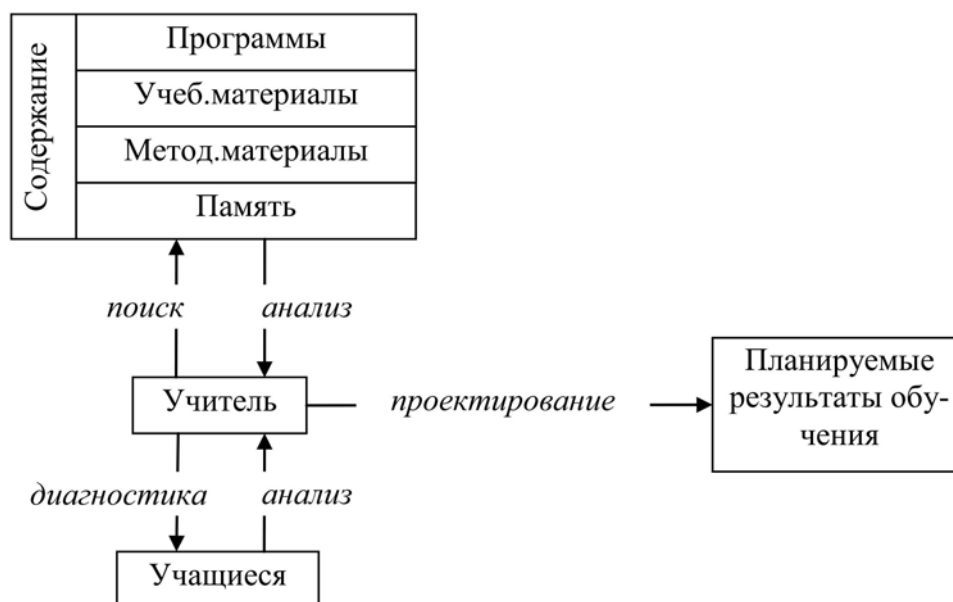 Содержание
Программы
Учеб.материалы
Метод.материалы
Память
поиск
анализ
Учитель
проектирование
Планируемые
результаты обу-
чения
диагностика
анализ
Учащиеся